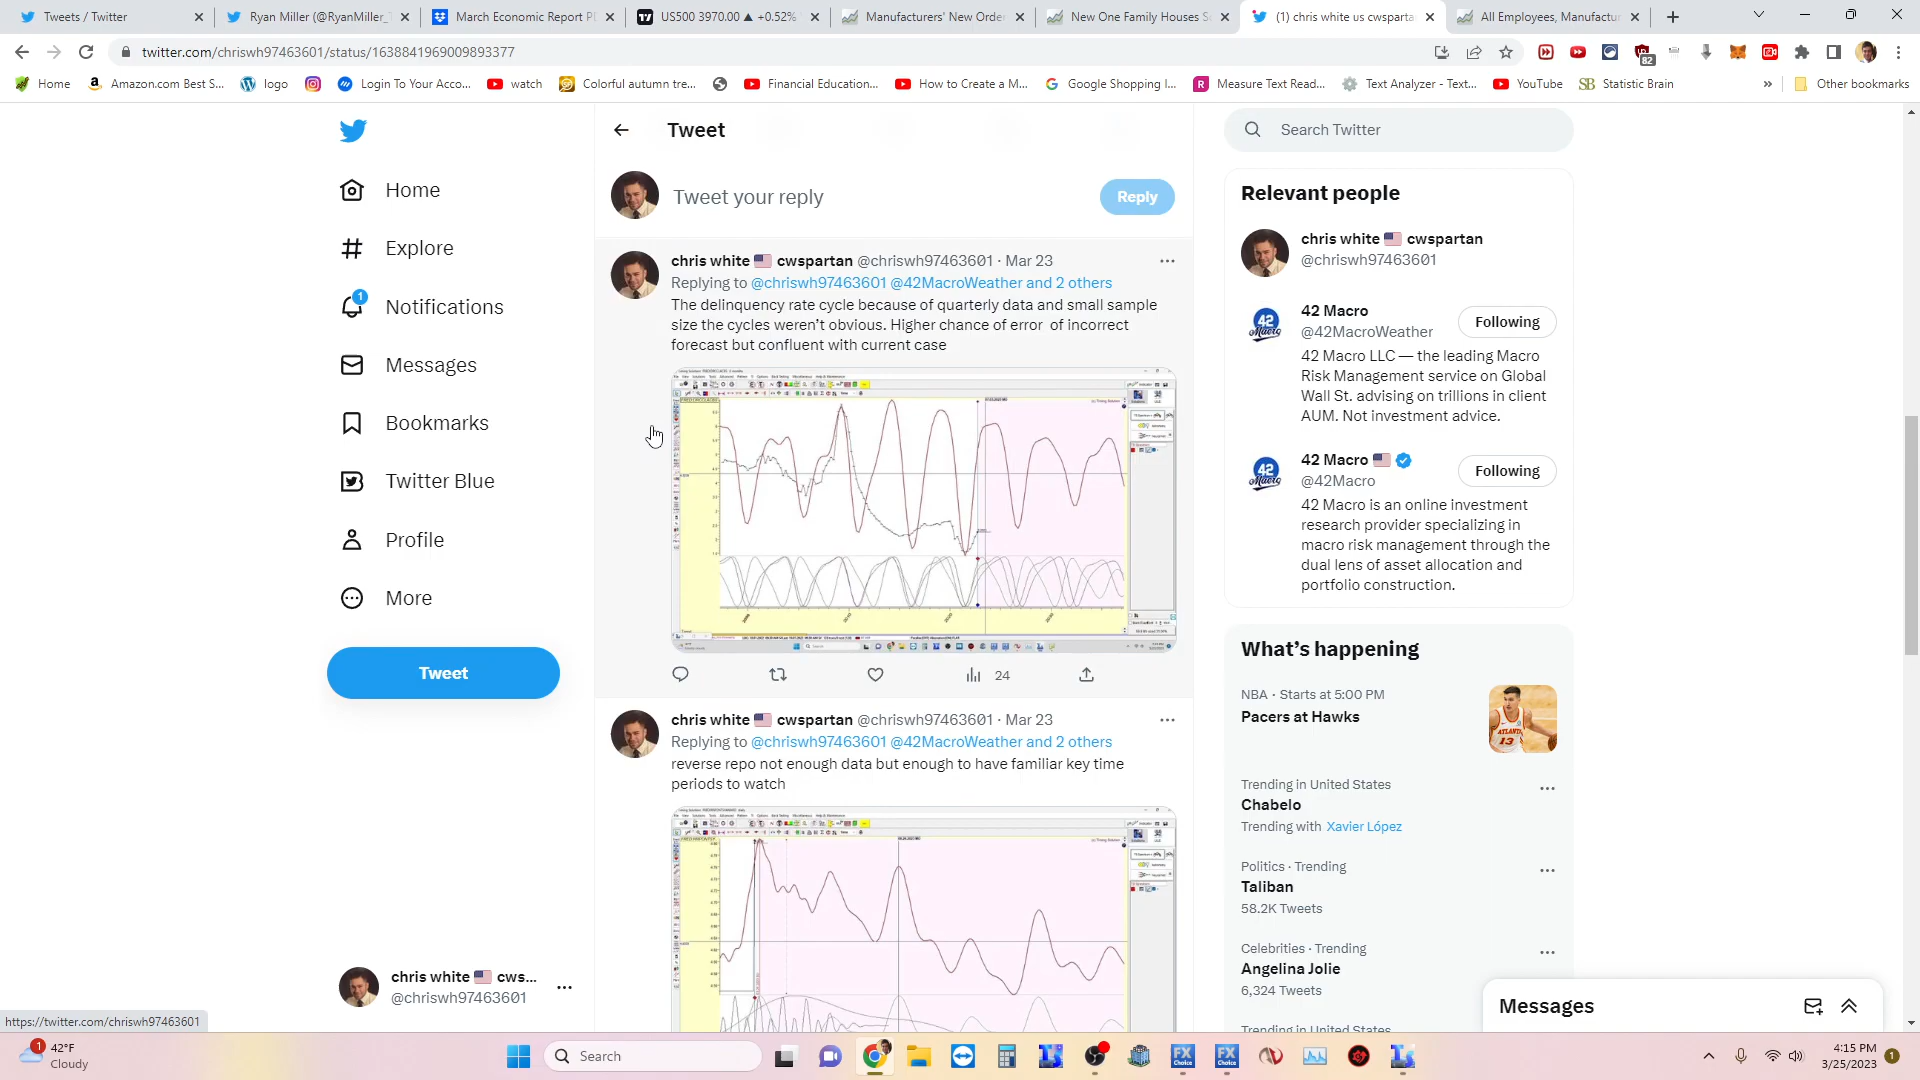 Tweets / Twitter
Ryan Miller (@RyanMiller_
March Economic Report P
US500 3970.00 ▲ +0.52%
Manufacturers' New Orde
New One Family Houses S
(1) chris white us cwsparta
All Employees, Manufactu
twitter.com/chriswh97463601/status/1638841969009893377
82
Home
Amazon.com Best S...
logo
Login To Your Acco...
watch
Colorful autumn tre...
Financial Education...
How to Create a M...
Google Shopping I...
Measure Text Read...
Text Analyzer - Text...
YouTube
Statistic Brain
»
Other bookmarks
Home
Explore
1
Notifications
Messages
Bookmarks
Twitter Blue
Profile
More
Tweet
chris white 🇺🇸 cws...
@chriswh97463601
Tweet
Tweet your reply
Reply
chris white 🇺🇸 cwspartan @chriswh97463601 · Mar 23
Replying to @chriswh97463601 @42MacroWeather and 2 others
The delinquency rate cycle because of quarterly data and small sample
size the cycles weren’t obvious. Higher chance of error  of incorrect
forecast but confluent with current case
24
chris white 🇺🇸 cwspartan @chriswh97463601 · Mar 23
Replying to @chriswh97463601 @42MacroWeather and 2 others
reverse repo not enough data but enough to have familiar key time
periods to watch
Search Twitter
Relevant people
chris white 🇺🇸 cwspartan
@chriswh97463601
42 Macro
@42MacroWeather
Following
42 Macro LLC — the leading Macro
Risk Management service on Global
Wall St. advising on trillions in client
AUM. Not investment advice.
42 Macro 🇺🇸
@42Macro
Following
42 Macro is an online investment
research provider specializing in
macro risk management through the
dual lens of asset allocation and
portfolio construction.
What’s happening
NBA · Starts at 5:00 PM
Pacers at Hawks
Trending in United States
Chabelo
Trending with Xavier López
Politics · Trending
Taliban
58.2K Tweets
Celebrities · Trending
Angelina Jolie
6,324 Tweets
Trending in United States
Messages
https://twitter.com/chriswh97463601
1
42°F
Cloudy
Search
4:15 PM
3/25/2023
1